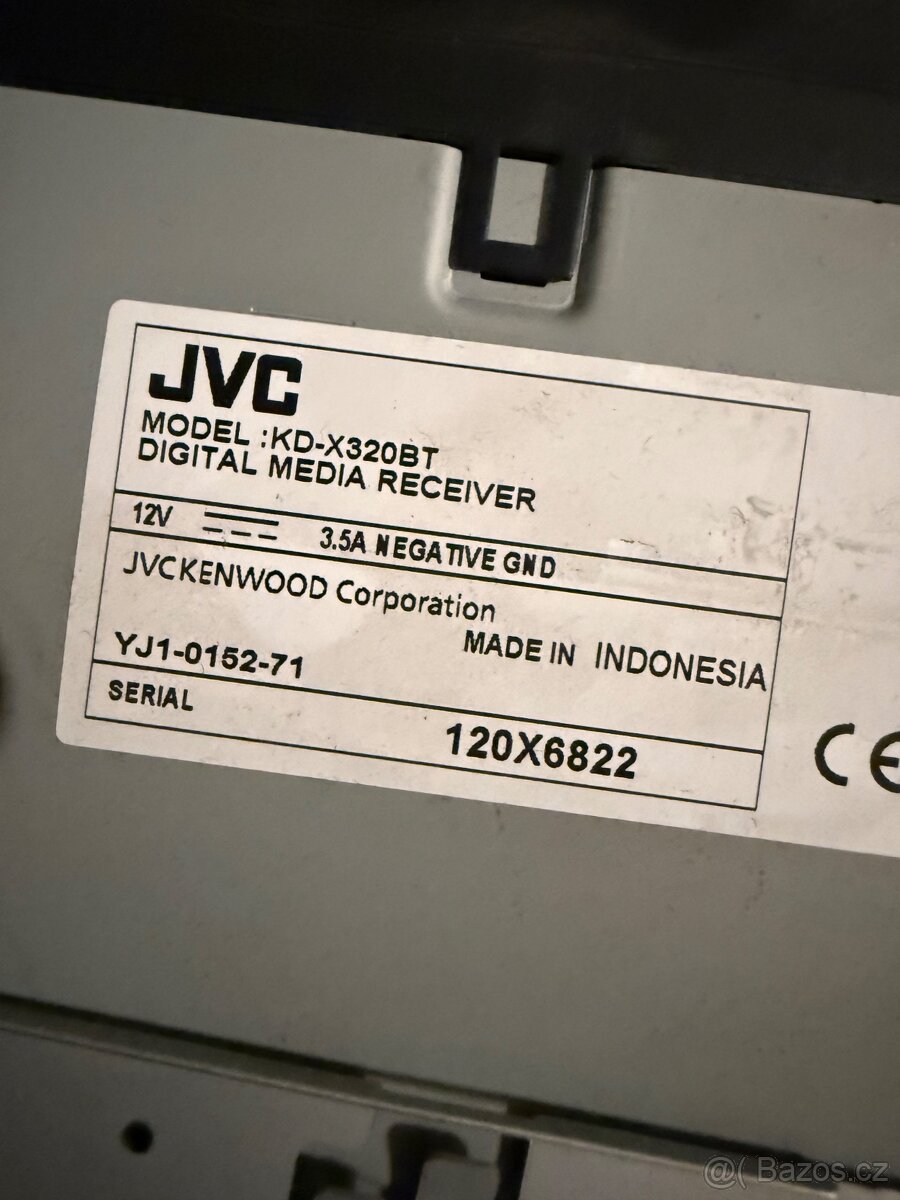 JVC
MODEL :KD-X320BT
DIGITAL MEDIA RECEIVER
12V 3.5A NEGATIVE GND
JVCKENWOOD Corporation
MADE IN INDONESIA
YJ1-0152-71
SERIAL
120X6822
CE
@( Bazos.cz